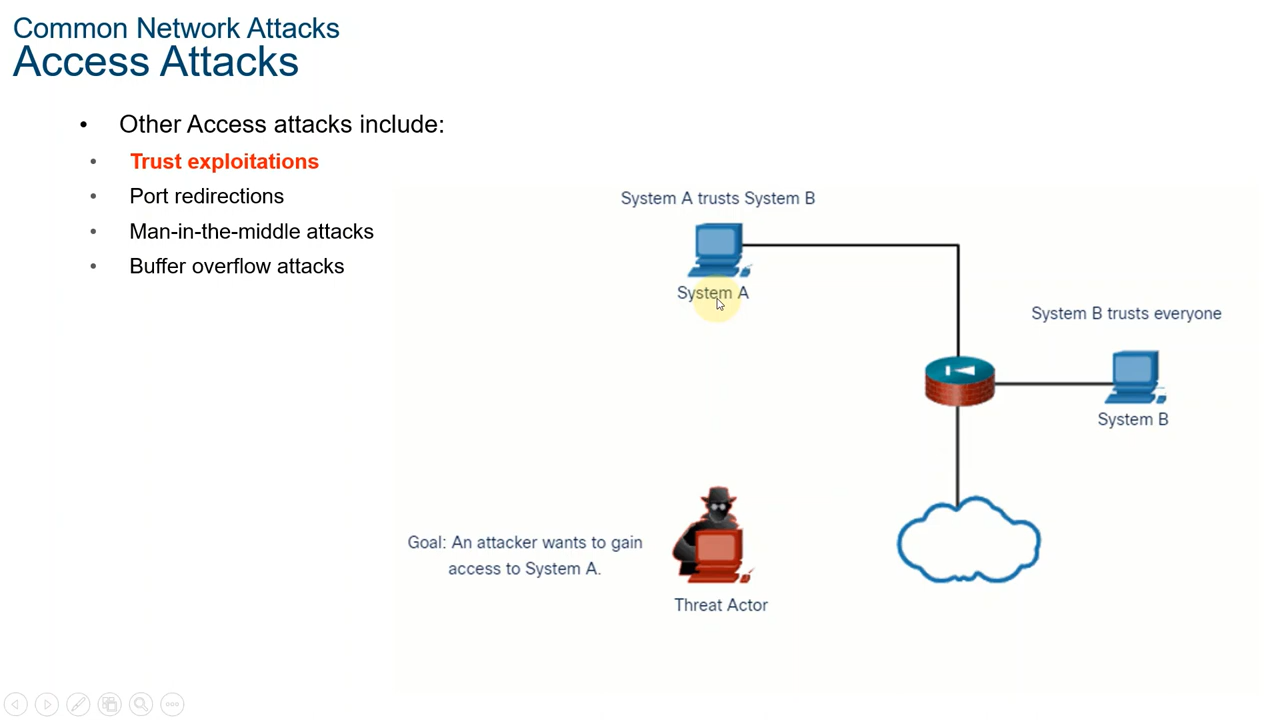 Common Network Attacks
Access Attacks
• Other Access attacks include:
• Trust exploitations
• Port redirections
• Man-in-the-middle attacks
• Buffer overflow attacks
System A trusts System B
System A
System B trusts everyone
System B
Goal: An attacker wants to gain
access to System A.
Threat Actor